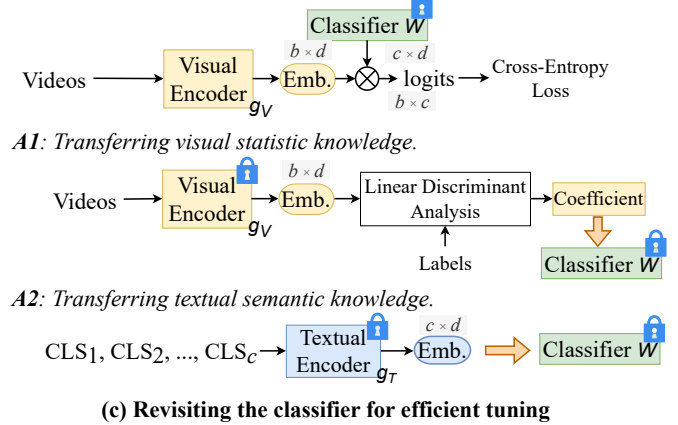 Classifier W
b × d
c × d
Videos
Visual
Encoder
g_V
Emb.
logits
Cross-Entropy
Loss
b × c
A1: Transferring visual statistic knowledge.
b × d
Videos
Visual
Encoder
g_V
Emb.
Linear Discriminant
Analysis
Coefficient
Labels
Classifier W
A2: Transferring textual semantic knowledge.
c × d
CLS₁, CLS₂, ..., CLS_c
Textual
Encoder
g_T
Emb.
Classifier W
(c) Revisiting the classifier for efficient tuning